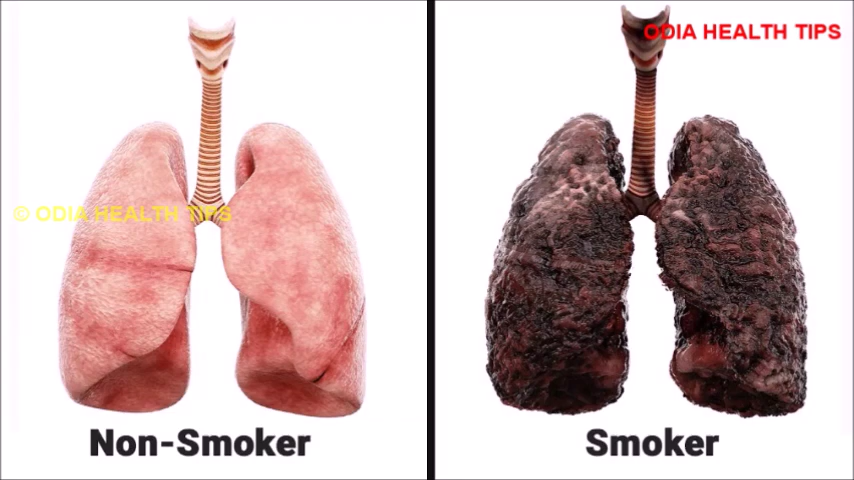 ODIA HEALTH TIPS
© ODIA HEALTH TIPS
Non-Smoker
Smoker